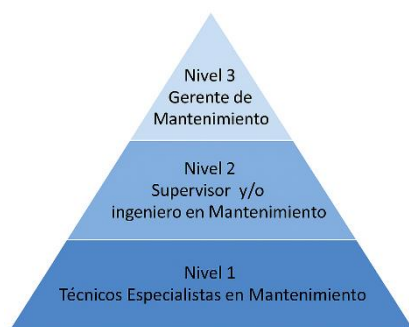 Nivel 3
Gerente de
Mantenimiento
Nivel 2
Supervisor y/o
ingeniero en Mantenimiento
Nivel 1
Técnicos Especialistas en Mantenimiento